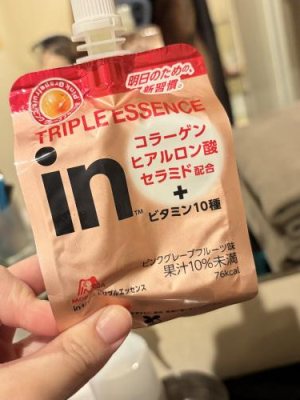 明日のための、
新習慣。
TRIPLE ESSENCE
in™
コラーゲン
ヒアルロン酸
セラミド配合
+
ビタミン10種
ピンクグレープフルーツ味
果汁10%未満
76kcal